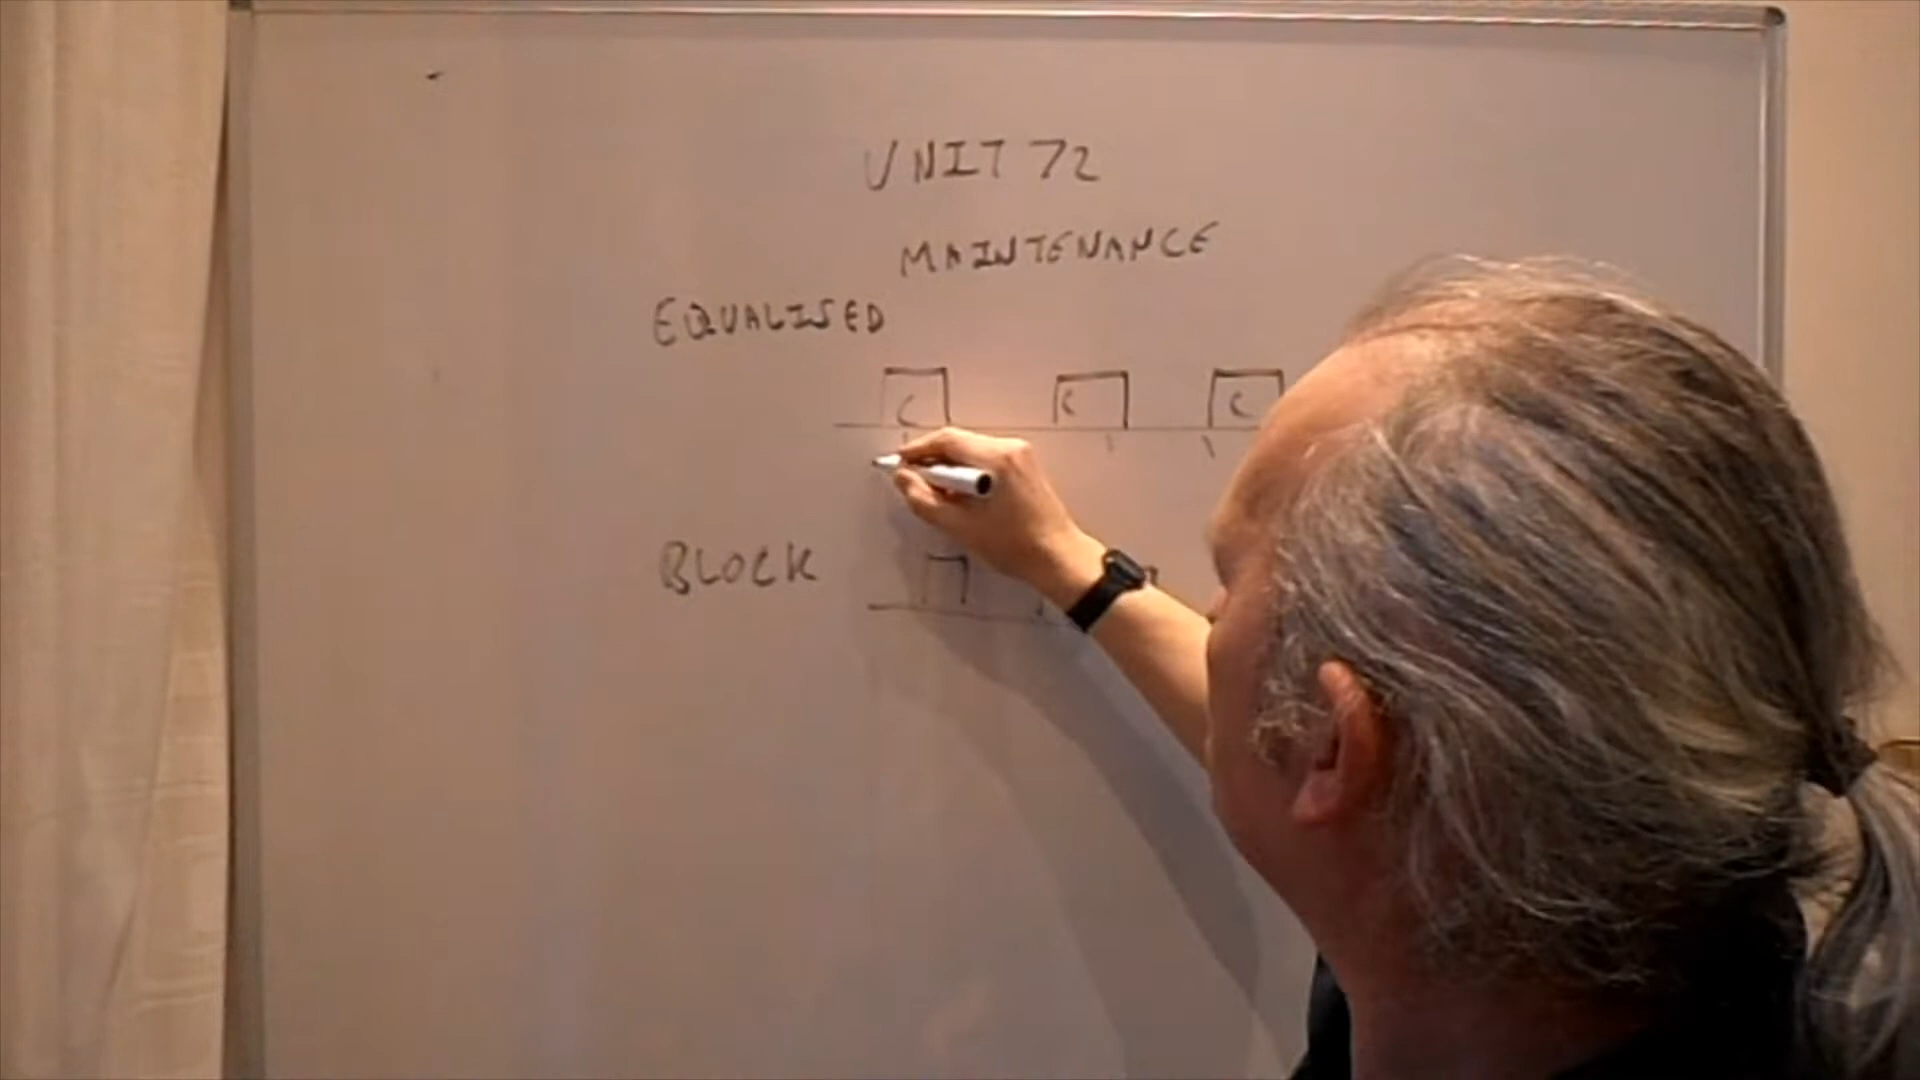 UNIT 72
MAINTENANCE
EQUALISED
C C C
BLOCK